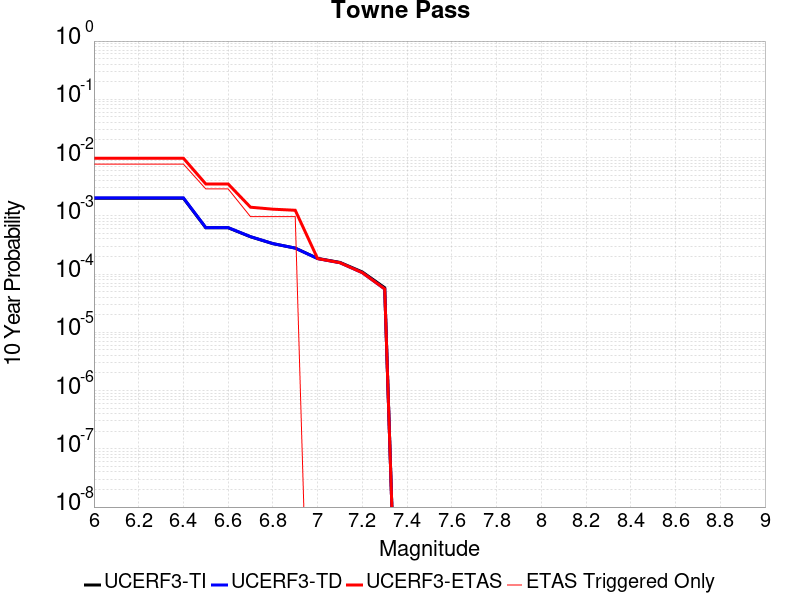 Towne Pass
10 Year Probability
10^0
10^-1
10^-2
10^-3
10^-4
10^-5
10^-6
10^-7
10^-8
6 6.2 6.4 6.6 6.8 7 7.2 7.4 7.6 7.8 8 8.2 8.4 8.6 8.8 9
Magnitude
UCERF3-TI UCERF3-TD UCERF3-ETAS ETAS Triggered Only